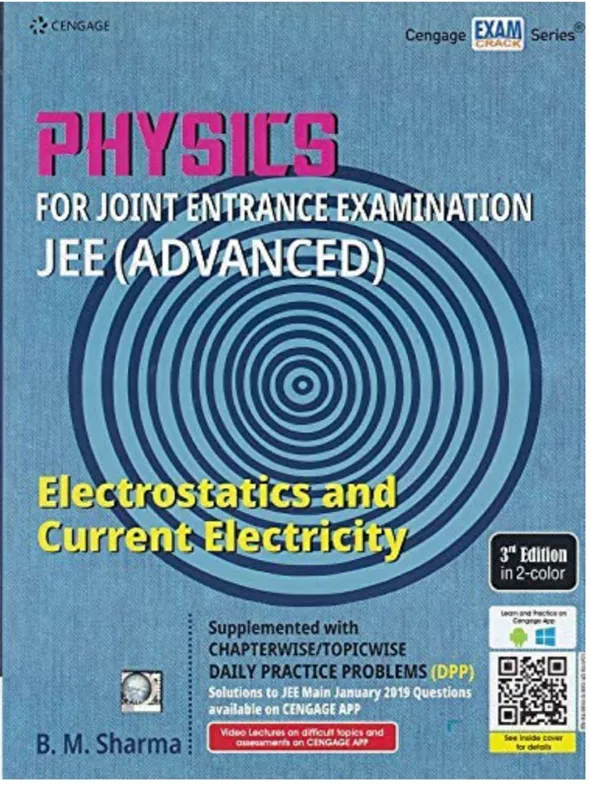 CENGAGE
Cengage EXAM CRACK Series®
PHYSICS
FOR JOINT ENTRANCE EXAMINATION
JEE (ADVANCED)
Electrostatics and
Current Electricity
3rd Edition
in 2-color
Learn and Practice on
Cengage App
Supplemented with
CHAPTERWISE/TOPICWISE
DAILY PRACTICE PROBLEMS (DPP)
Solutions to JEE Main January 2019 Questions
available on CENGAGE APP
Video Lectures on difficult topics and
assessments on CENGAGE APP
See inside cover
for details
B. M. Sharma